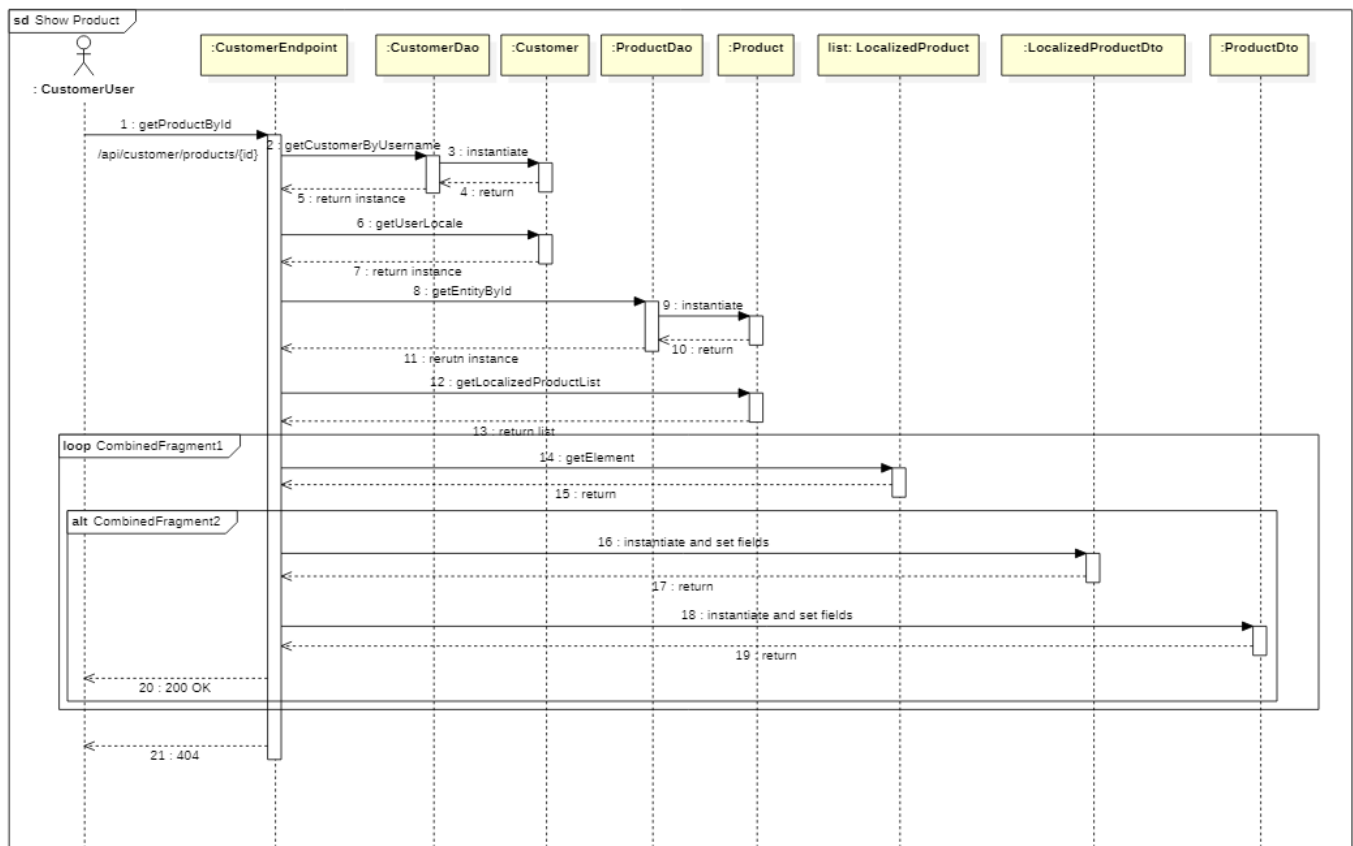 sd Show Product
: CustomerUser
:CustomerEndpoint
:CustomerDao
:Customer
:ProductDao
:Product
list: LocalizedProduct
:LocalizedProductDto
:ProductDto
1 : getProductById
/api/customer/products/{id}
2 : getCustomerByUsername
3 : instantiate
4 : return
5 : return instance
6 : getUserLocale
7 : return instance
8 : getEntityById
9 : instantiate
10 : return
11 : rerutn instance
12 : getLocalizedProductList
13 : return list
loop CombinedFragment1
14 : getElement
15 : return
alt CombinedFragment2
16 : instantiate and set fields
17 : return
18 : instantiate and set fields
19 : return
20 : 200 OK
21 : 404